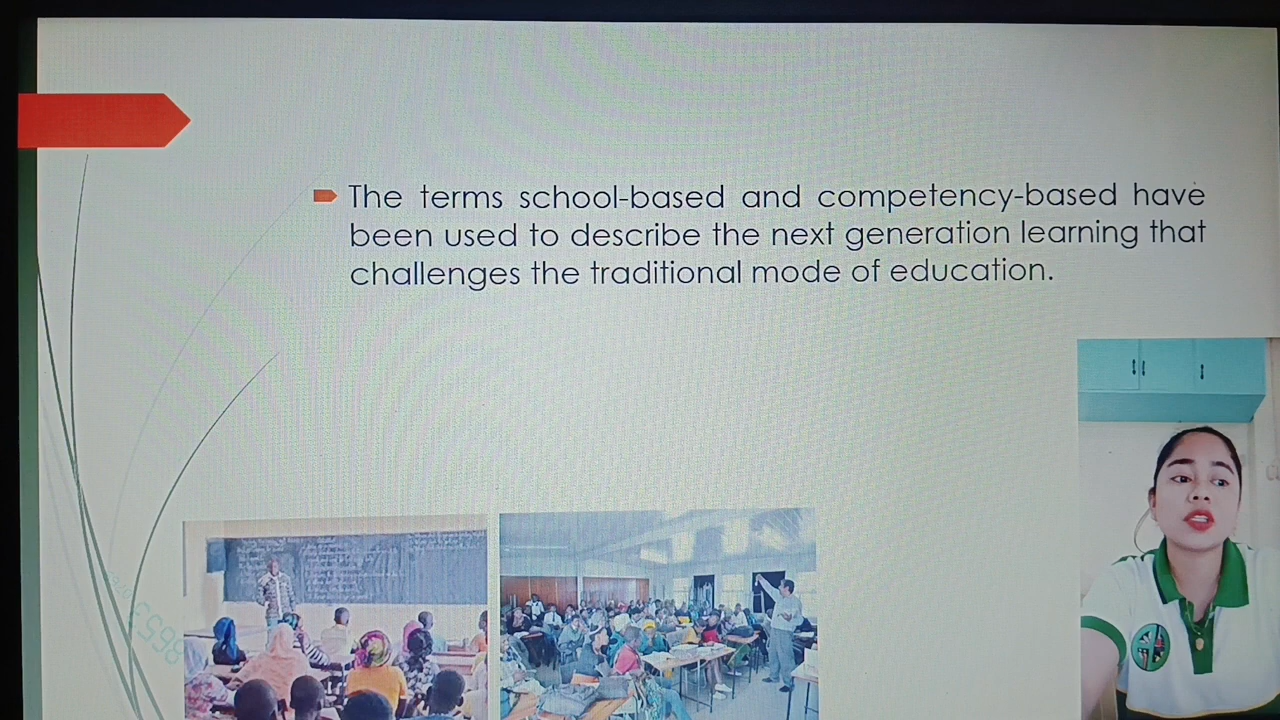 The terms school-based and competency-based have
been used to describe the next generation learning that
challenges the traditional mode of education.